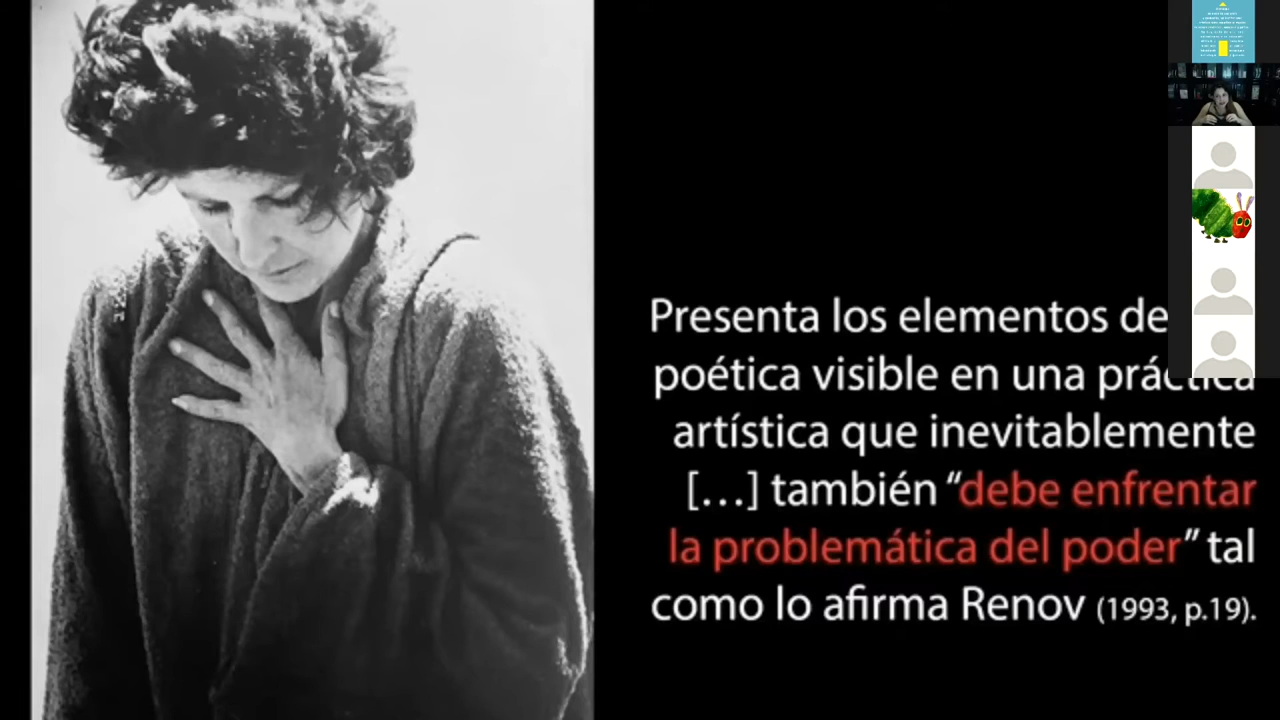 Presenta los elementos de
poética visible en una práctica
artística que inevitablemente
[…] también “debe enfrentar
la problemática del poder” tal
como lo afirma Renov (1993, p.19).